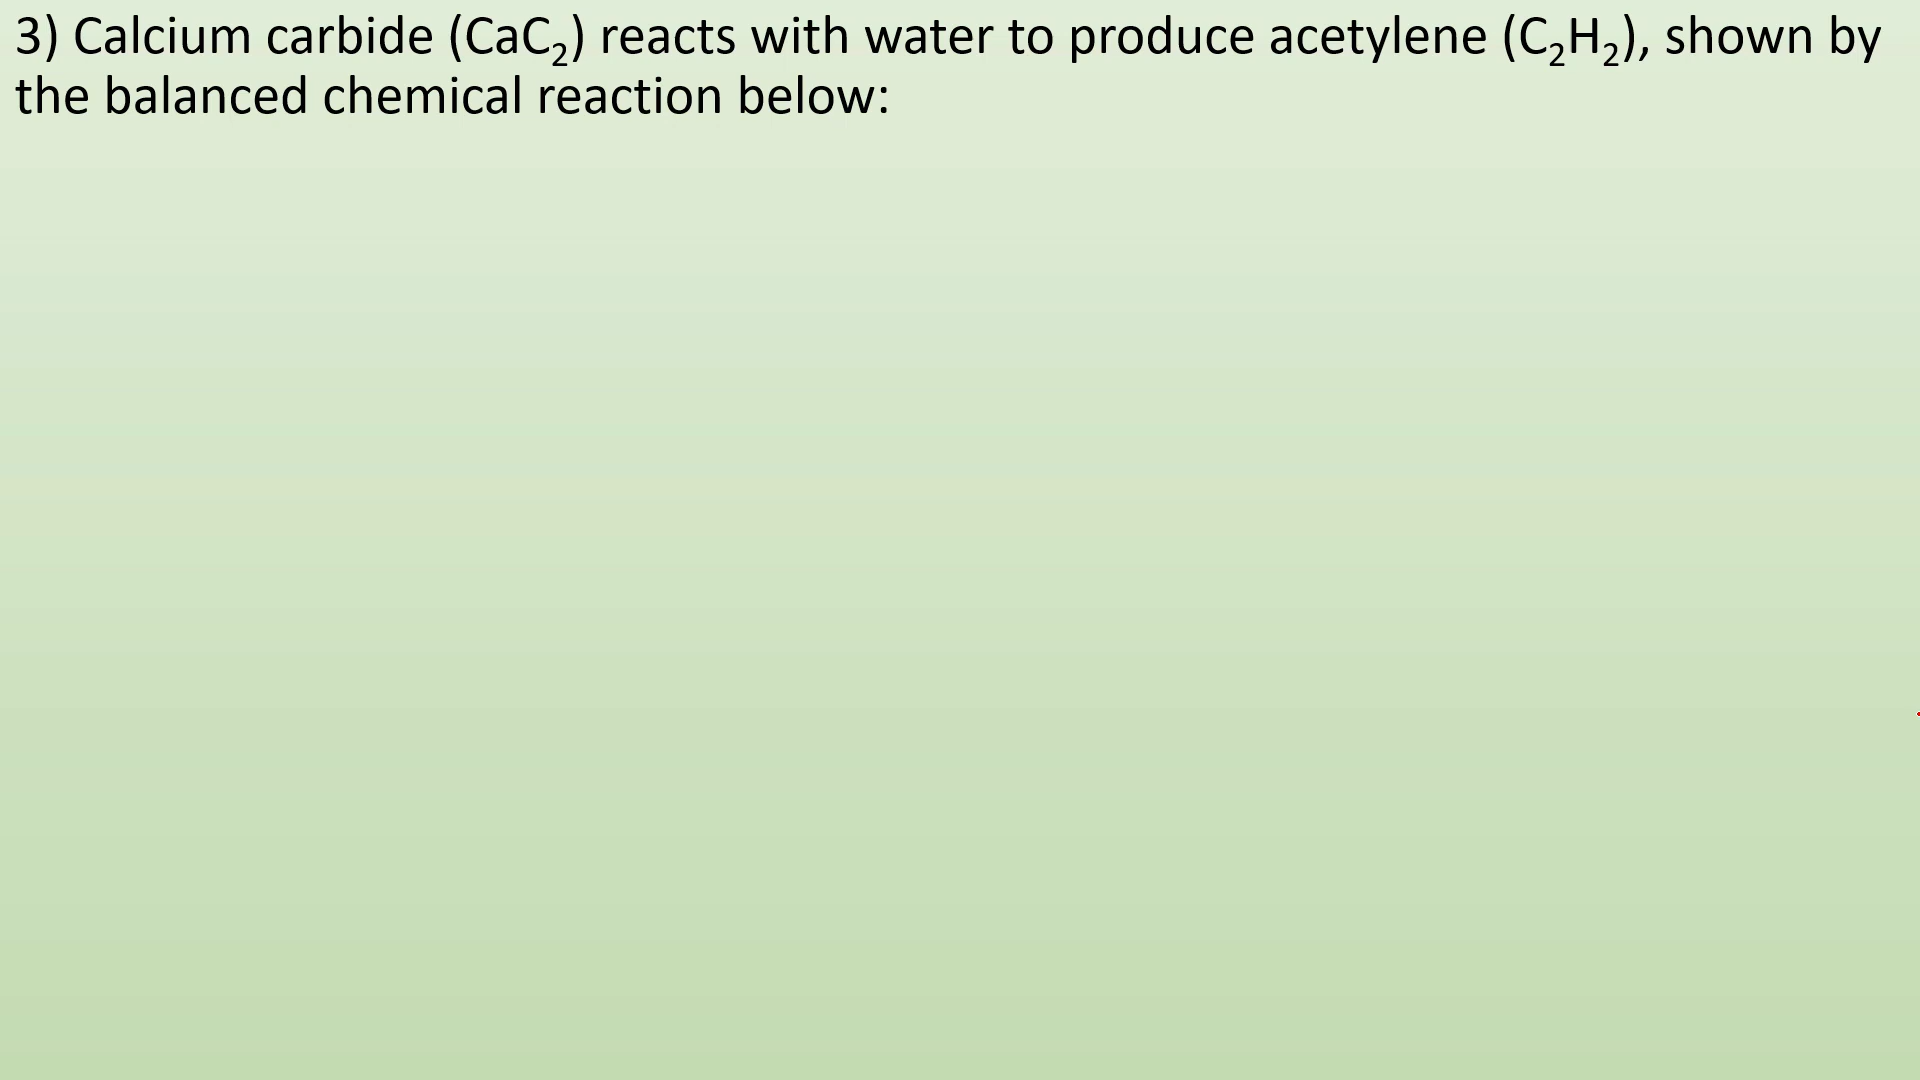 3) Calcium carbide (CaC₂) reacts with water to produce acetylene (C₂H₂), shown by
the balanced chemical reaction below: